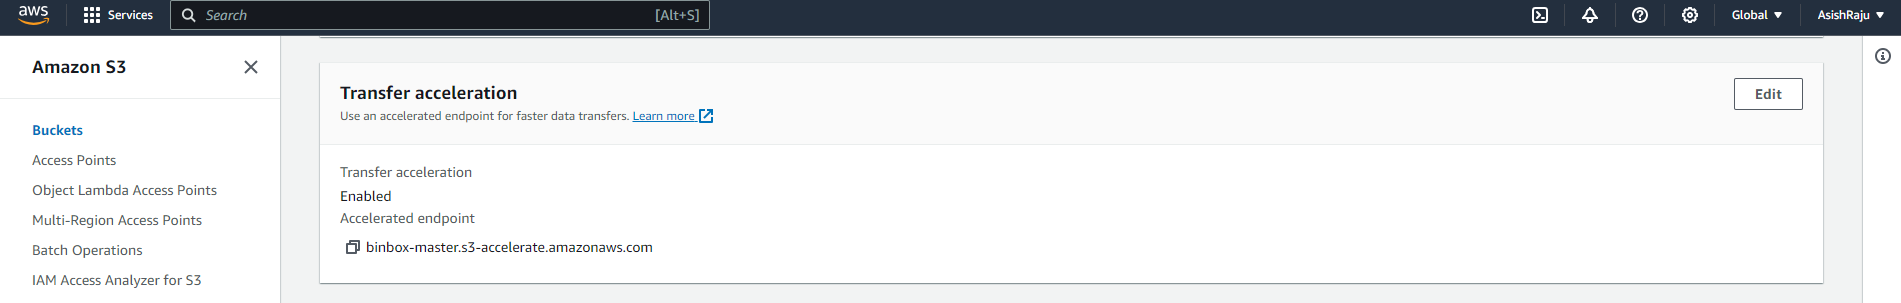 aws Services Search [Alt+S] Global AsishRaju
Amazon S3
Buckets
Access Points
Object Lambda Access Points
Multi-Region Access Points
Batch Operations
IAM Access Analyzer for S3
Transfer acceleration Edit
Use an accelerated endpoint for faster data transfers. Learn more
Transfer acceleration
Enabled
Accelerated endpoint
binbox-master.s3-accelerate.amazonaws.com